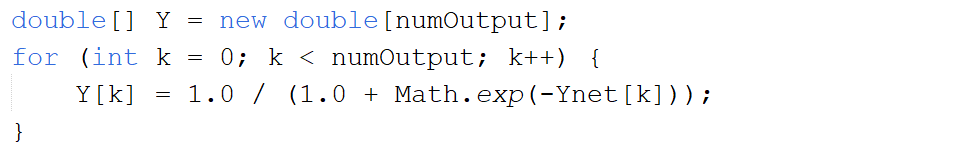 double[] Y = new double[numOutput];
for (int k = 0; k < numOutput; k++) {
    Y[k] = 1.0 / (1.0 + Math.exp(-Ynet[k]));
}